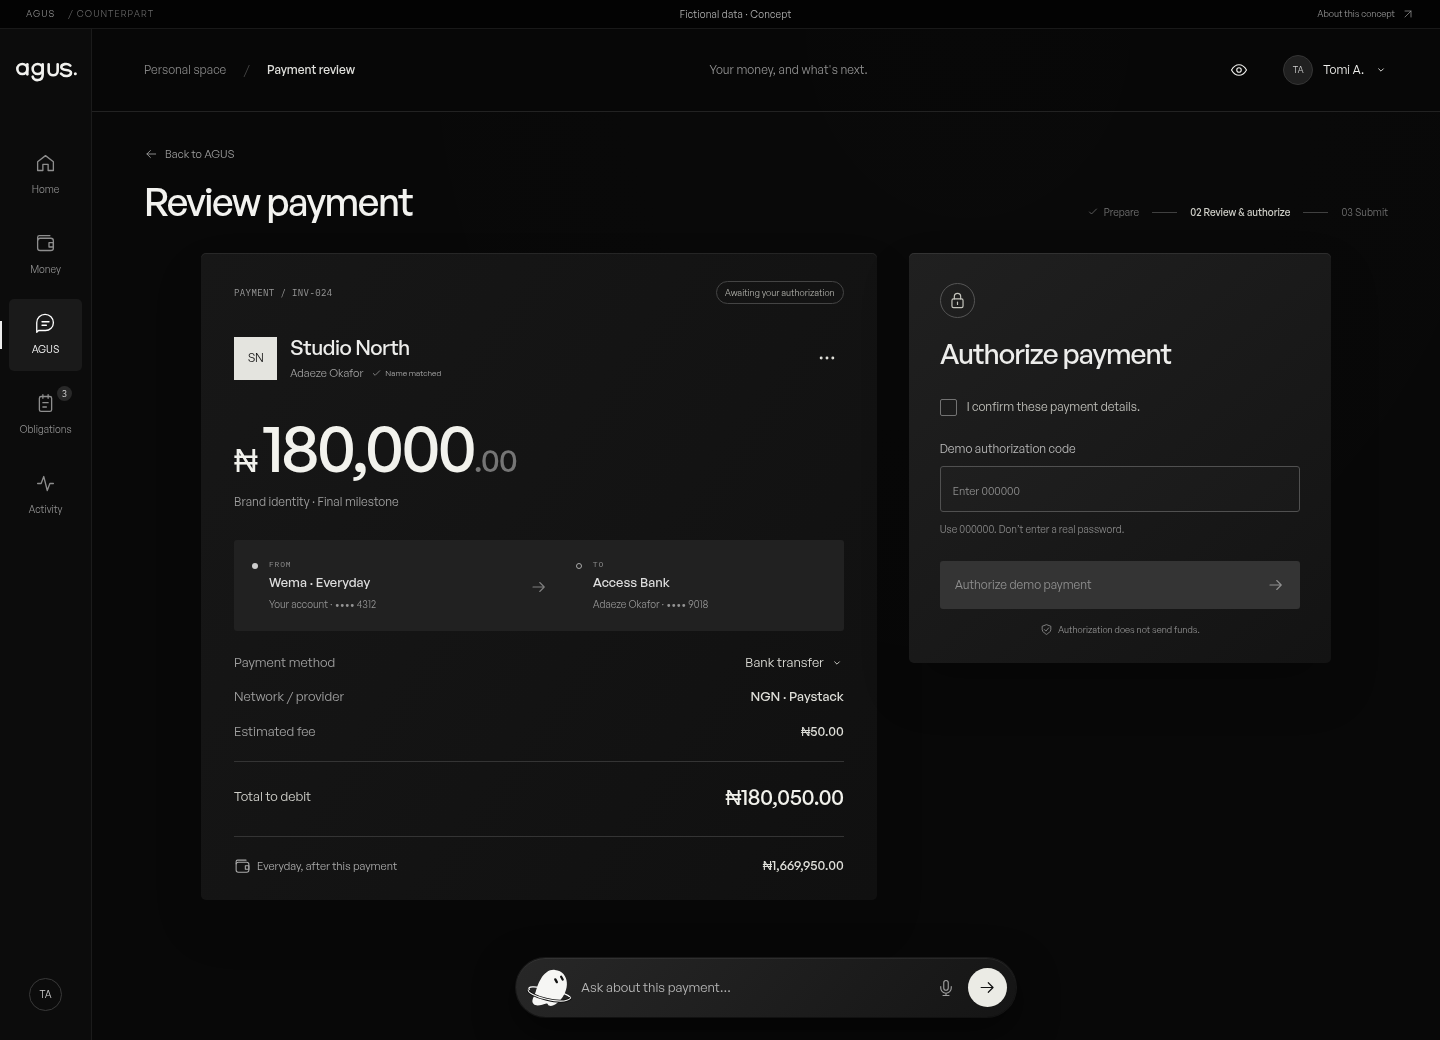 AGUS / COUNTERPART
Fictional data · Concept
About this concept
agus.
Personal space / Payment review
Your money, and what's next.
TA Tomi A.
Home
Money
AGUS
3
Obligations
Activity
TA
Back to AGUS
Review payment
Prepare
02 Review & authorize
03 Submit
PAYMENT / INV-024
Awaiting your authorization
SN
Studio North
Adaeze Okafor
Name matched
₦180,000.00
Brand identity · Final milestone
FROM
Wema · Everyday
Your account · •••• 4312
TO
Access Bank
Adaeze Okafor · •••• 9018
Payment method
Bank transfer
Network / provider
NGN · Paystack
Estimated fee
₦50.00
Total to debit
₦180,050.00
Everyday, after this payment
₦1,669,950.00
Authorize payment
I confirm these payment details.
Demo authorization code
Enter 000000
Use 000000. Don't enter a real password.
Authorize demo payment
Authorization does not send funds.
Ask about this payment...